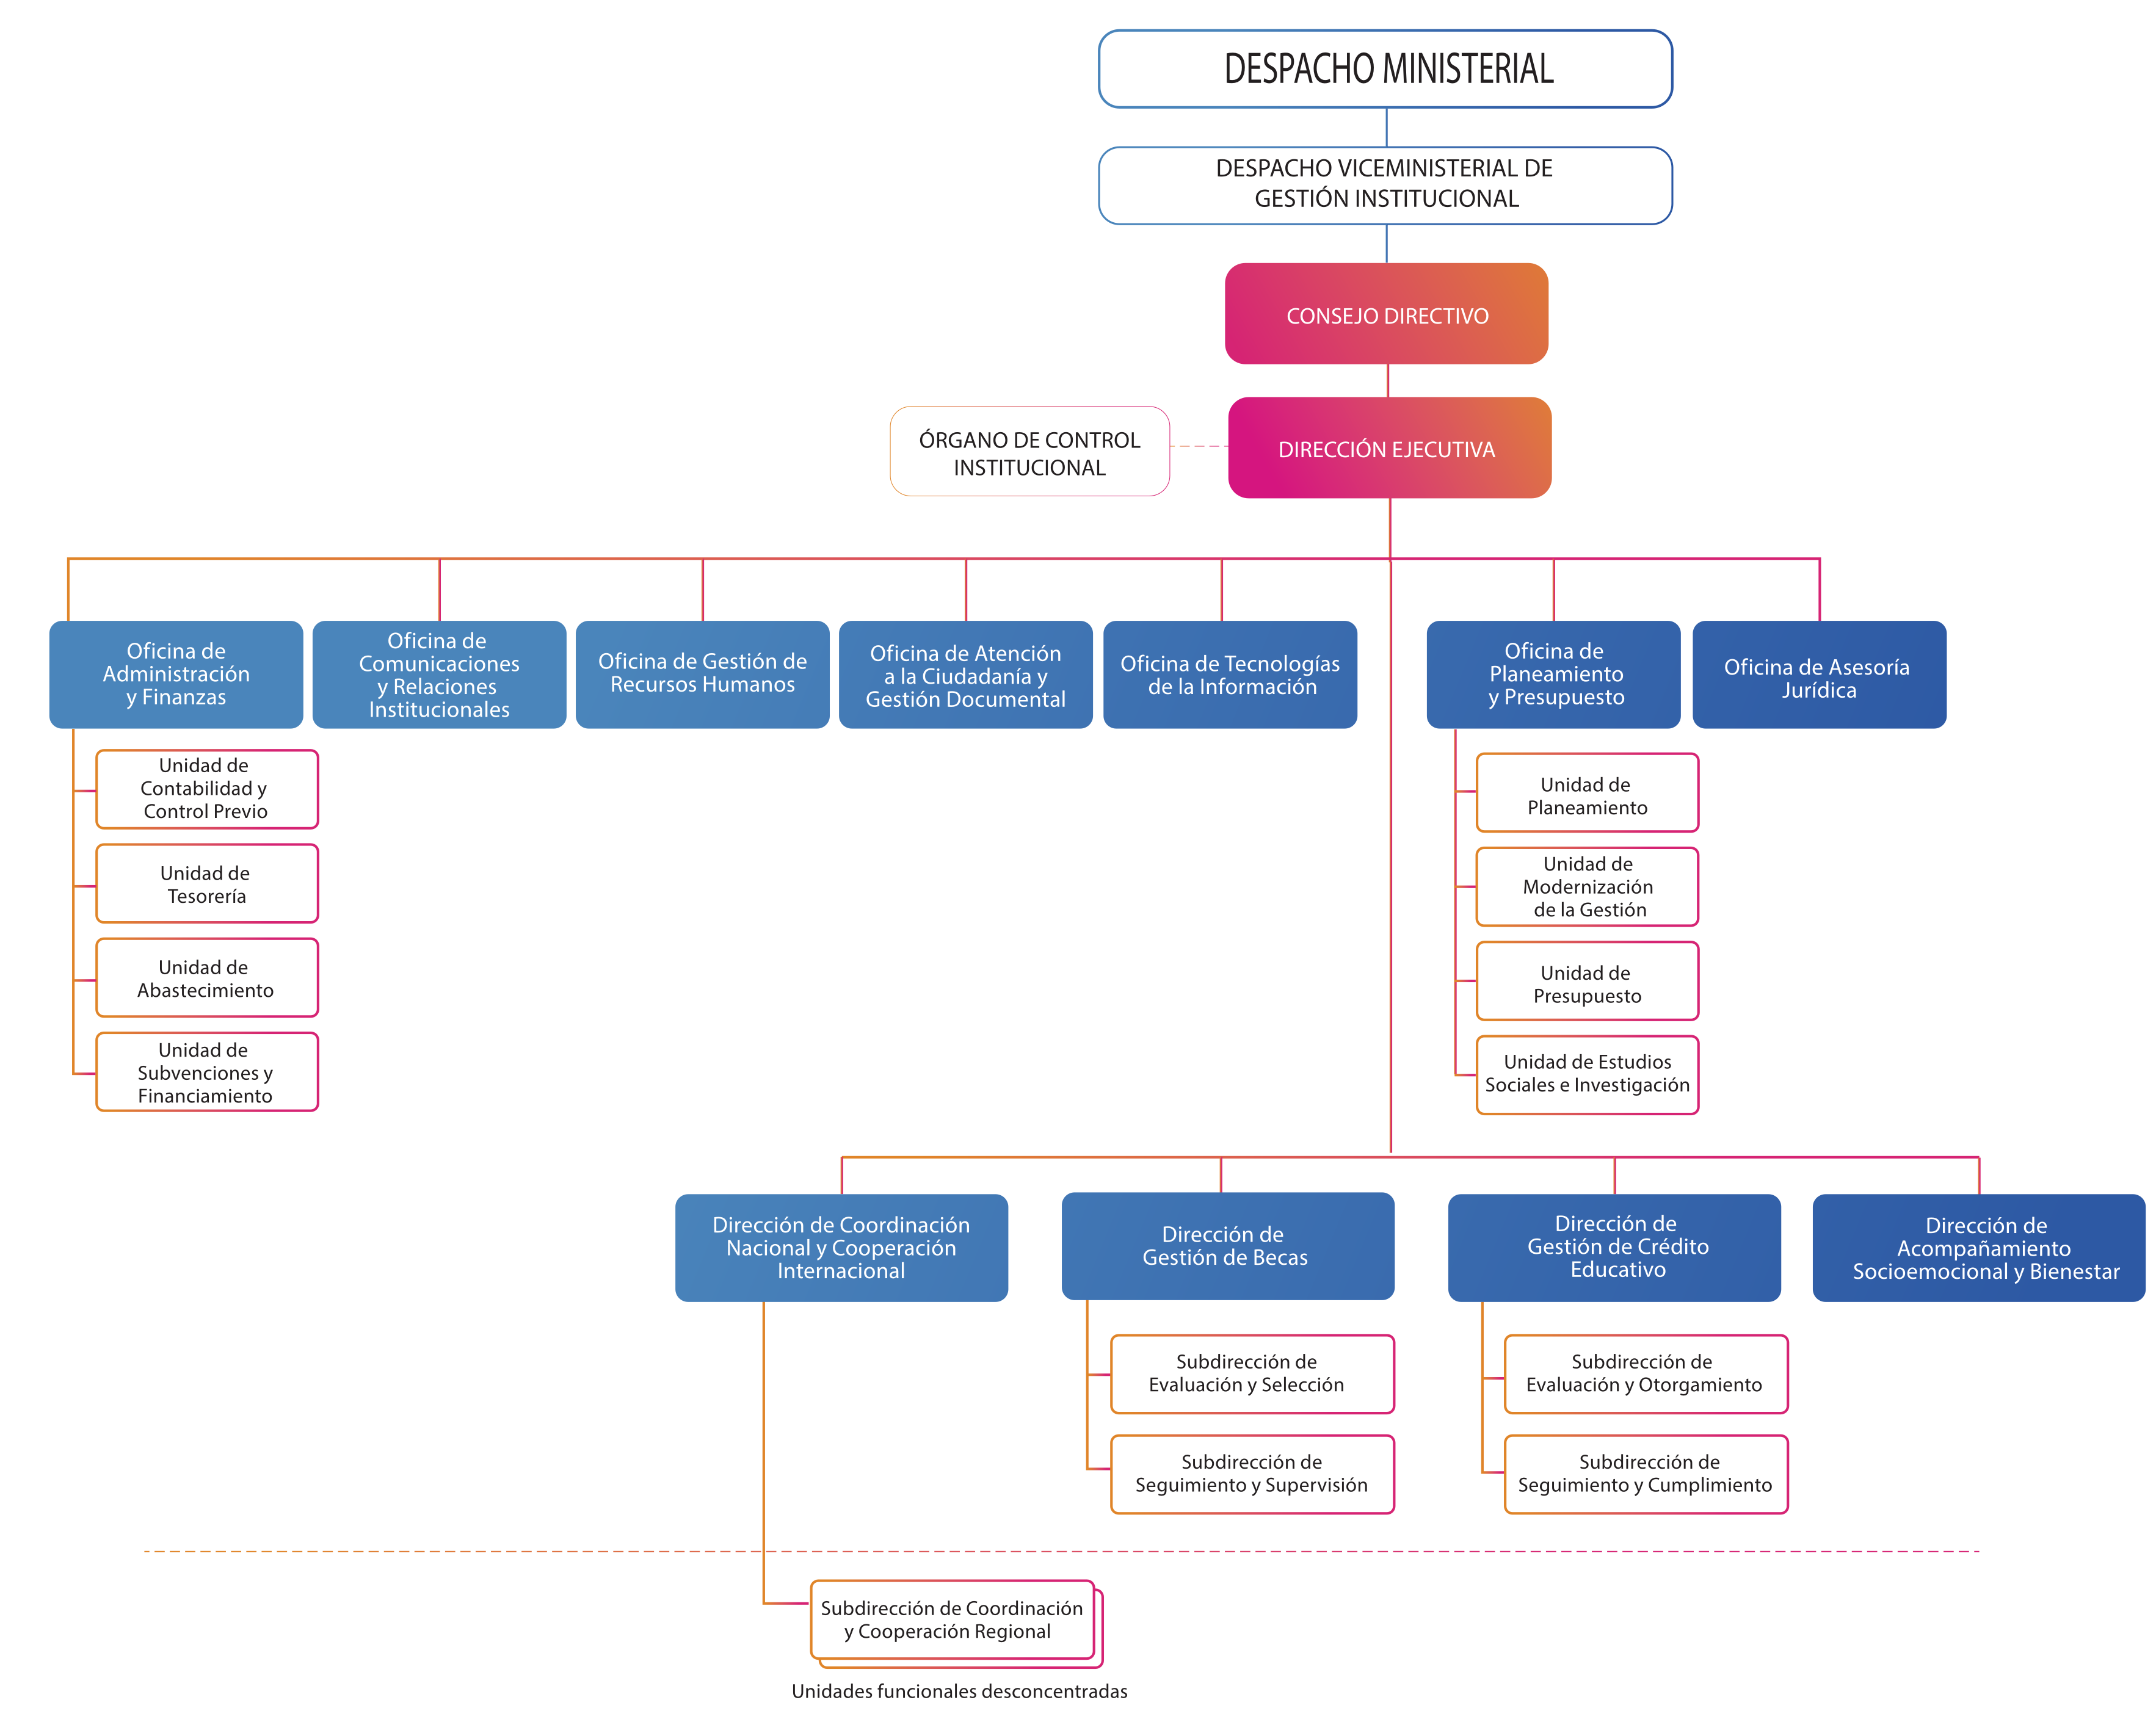 DESPACHO MINISTERIAL
DESPACHO VICEMINISTERIAL DE
GESTIÓN INSTITUCIONAL
CONSEJO DIRECTIVO
ÓRGANO DE CONTROL
INSTITUCIONAL
DIRECCIÓN EJECUTIVA
Oficina de
Administración
y Finanzas
Oficina de
Comunicaciones
y Relaciones
Institucionales
Oficina de Gestión de
Recursos Humanos
Oficina de Atención
a la Ciudadanía y
Gestión Documental
Oficina de Tecnologías
de la Información
Oficina de
Planeamiento
y Presupuesto
Oficina de Asesoría
Jurídica
Unidad de
Contabilidad y
Control Previo
Unidad de
Tesorería
Unidad de
Abastecimiento
Unidad de
Subvenciones y
Financiamiento
Unidad de
Planeamiento
Unidad de
Modernización
de la Gestión
Unidad de
Presupuesto
Unidad de Estudios
Sociales e Investigación
Dirección de Coordinación
Nacional y Cooperación
Internacional
Dirección de
Gestión de Becas
Dirección de
Gestión de Crédito
Educativo
Dirección de
Acompañamiento
Socioemocional y Bienestar
Subdirección de
Evaluación y Selección
Subdirección de
Seguimiento y Supervisión
Subdirección de
Evaluación y Otorgamiento
Subdirección de
Seguimiento y Cumplimiento
Subdirección de Coordinación
y Cooperación Regional
Unidades funcionales desconcentradas